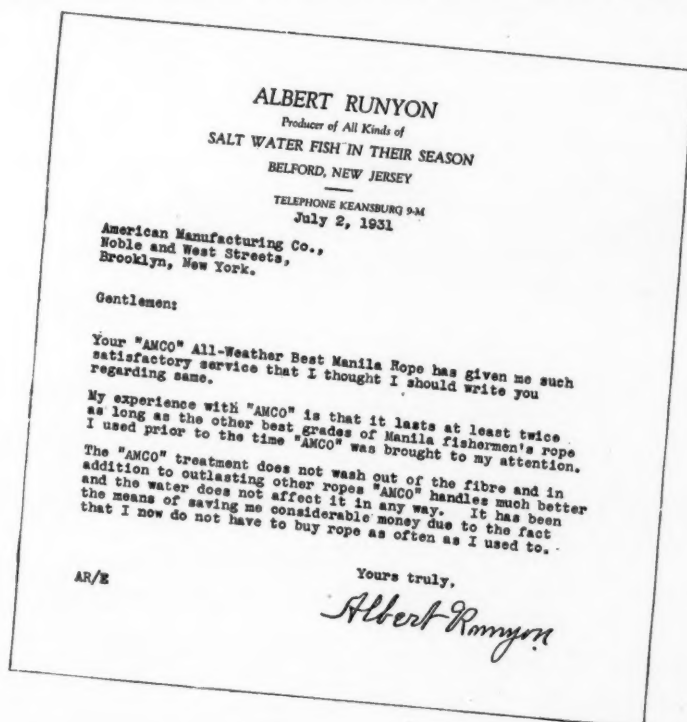 ALBERT RUNYON
Producer of All Kinds of
SALT WATER FISH IN THEIR SEASON
BELFORD, NEW JERSEY
TELEPHONE KEANSBURG 9-M
July 2, 1931
American Manufacturing Co.,
Noble and West Streets,
Brooklyn, New York.
Gentlemen:
Your "AMCO" All-Weather Best Manila Rope has given me such
satisfactory service that I thought I should write you
regarding same.
My experience with "AMCO" is that it lasts at least twice
as long as the other best grades of Manila fishermen's rope
I used prior to the time "AMCO" was brought to my attention.
The "AMCO" treatment does not wash out of the fibre and in
addition to outlasting other ropes "AMCO" handles much better
and the water does not affect it in any way. It has been
the means of saving me considerable money due to the fact
that I now do not have to buy rope as often as I used to.
Yours truly,
AR/E
Albert Runyon